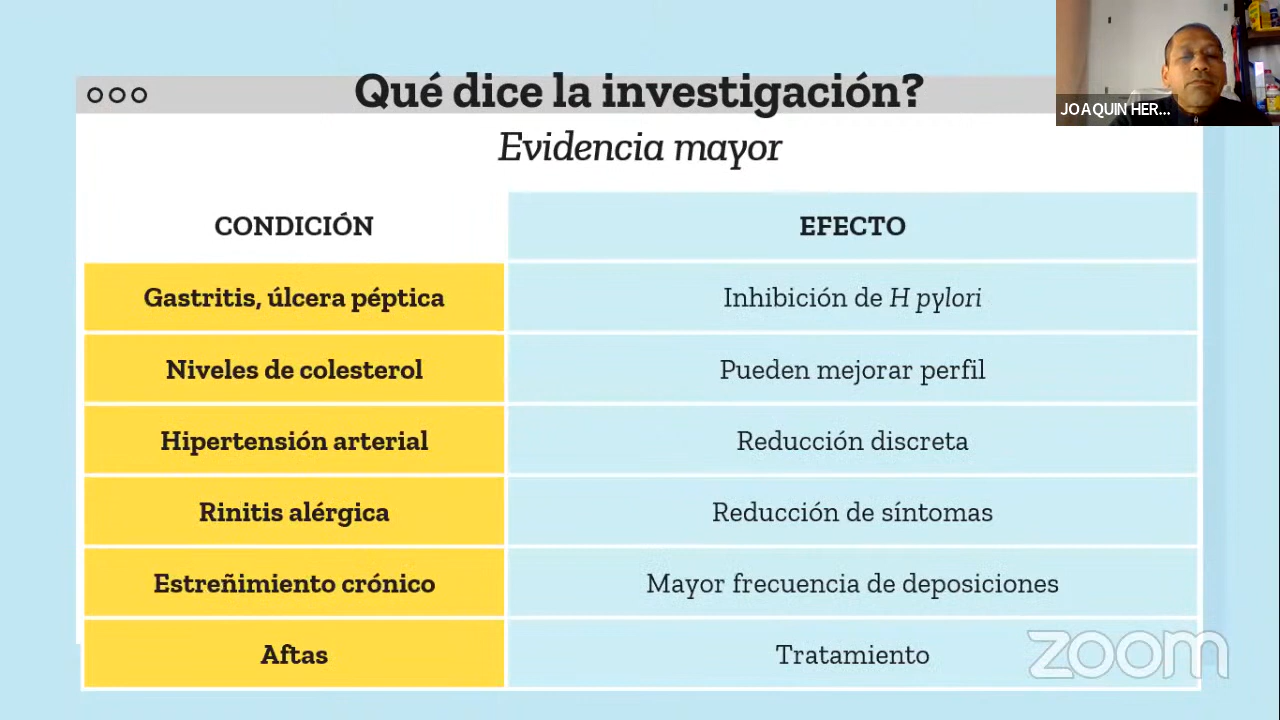 Qué dice la investigación?
JOAQUIN HER...
Evidencia mayor
CONDICIÓN EFECTO
Gastritis, úlcera péptica Inhibición de H pylori
Niveles de colesterol Pueden mejorar perfil
Hipertensión arterial Reducción discreta
Rinitis alérgica Reducción de síntomas
Estreñimiento crónico Mayor frecuencia de deposiciones
Aftas Tratamiento
zoom